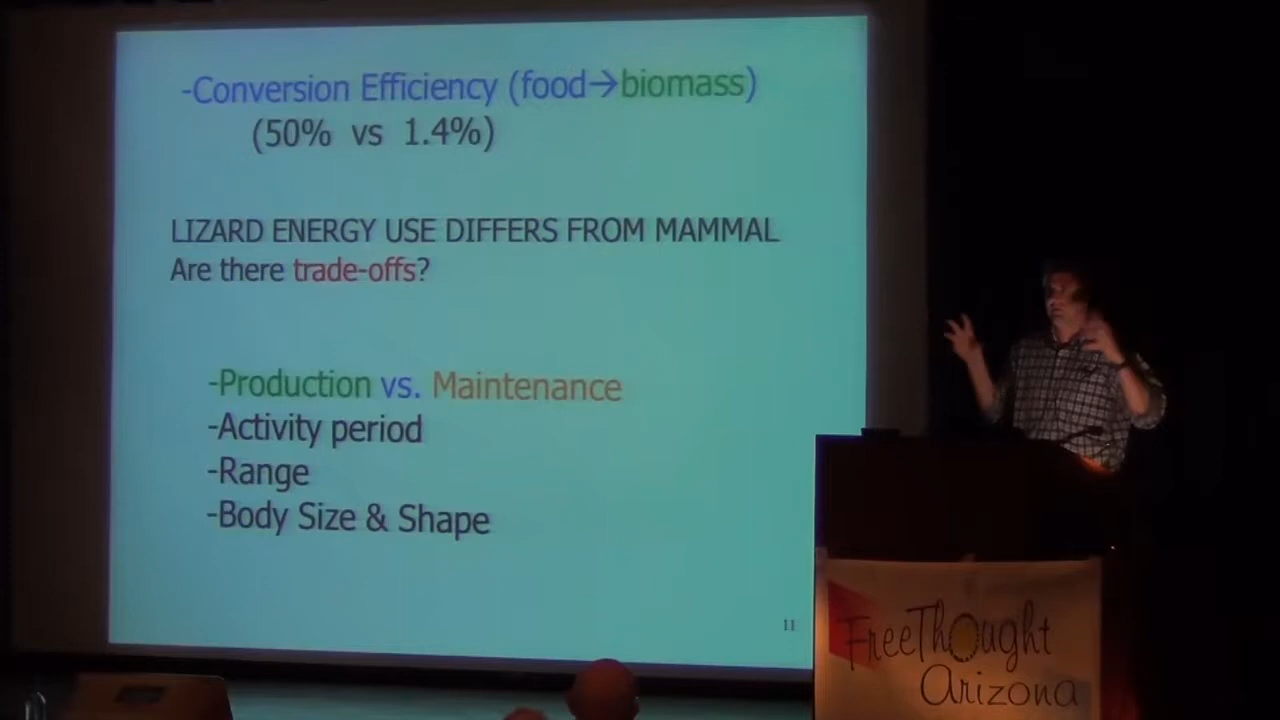 -Conversion Efficiency (food→biomass)
(50% vs 1.4%)
LIZARD ENERGY USE DIFFERS FROM MAMMAL
Are there trade-offs?
-Production vs. Maintenance
-Activity period
-Range
-Body Size & Shape
11
FreeThought
Arizona